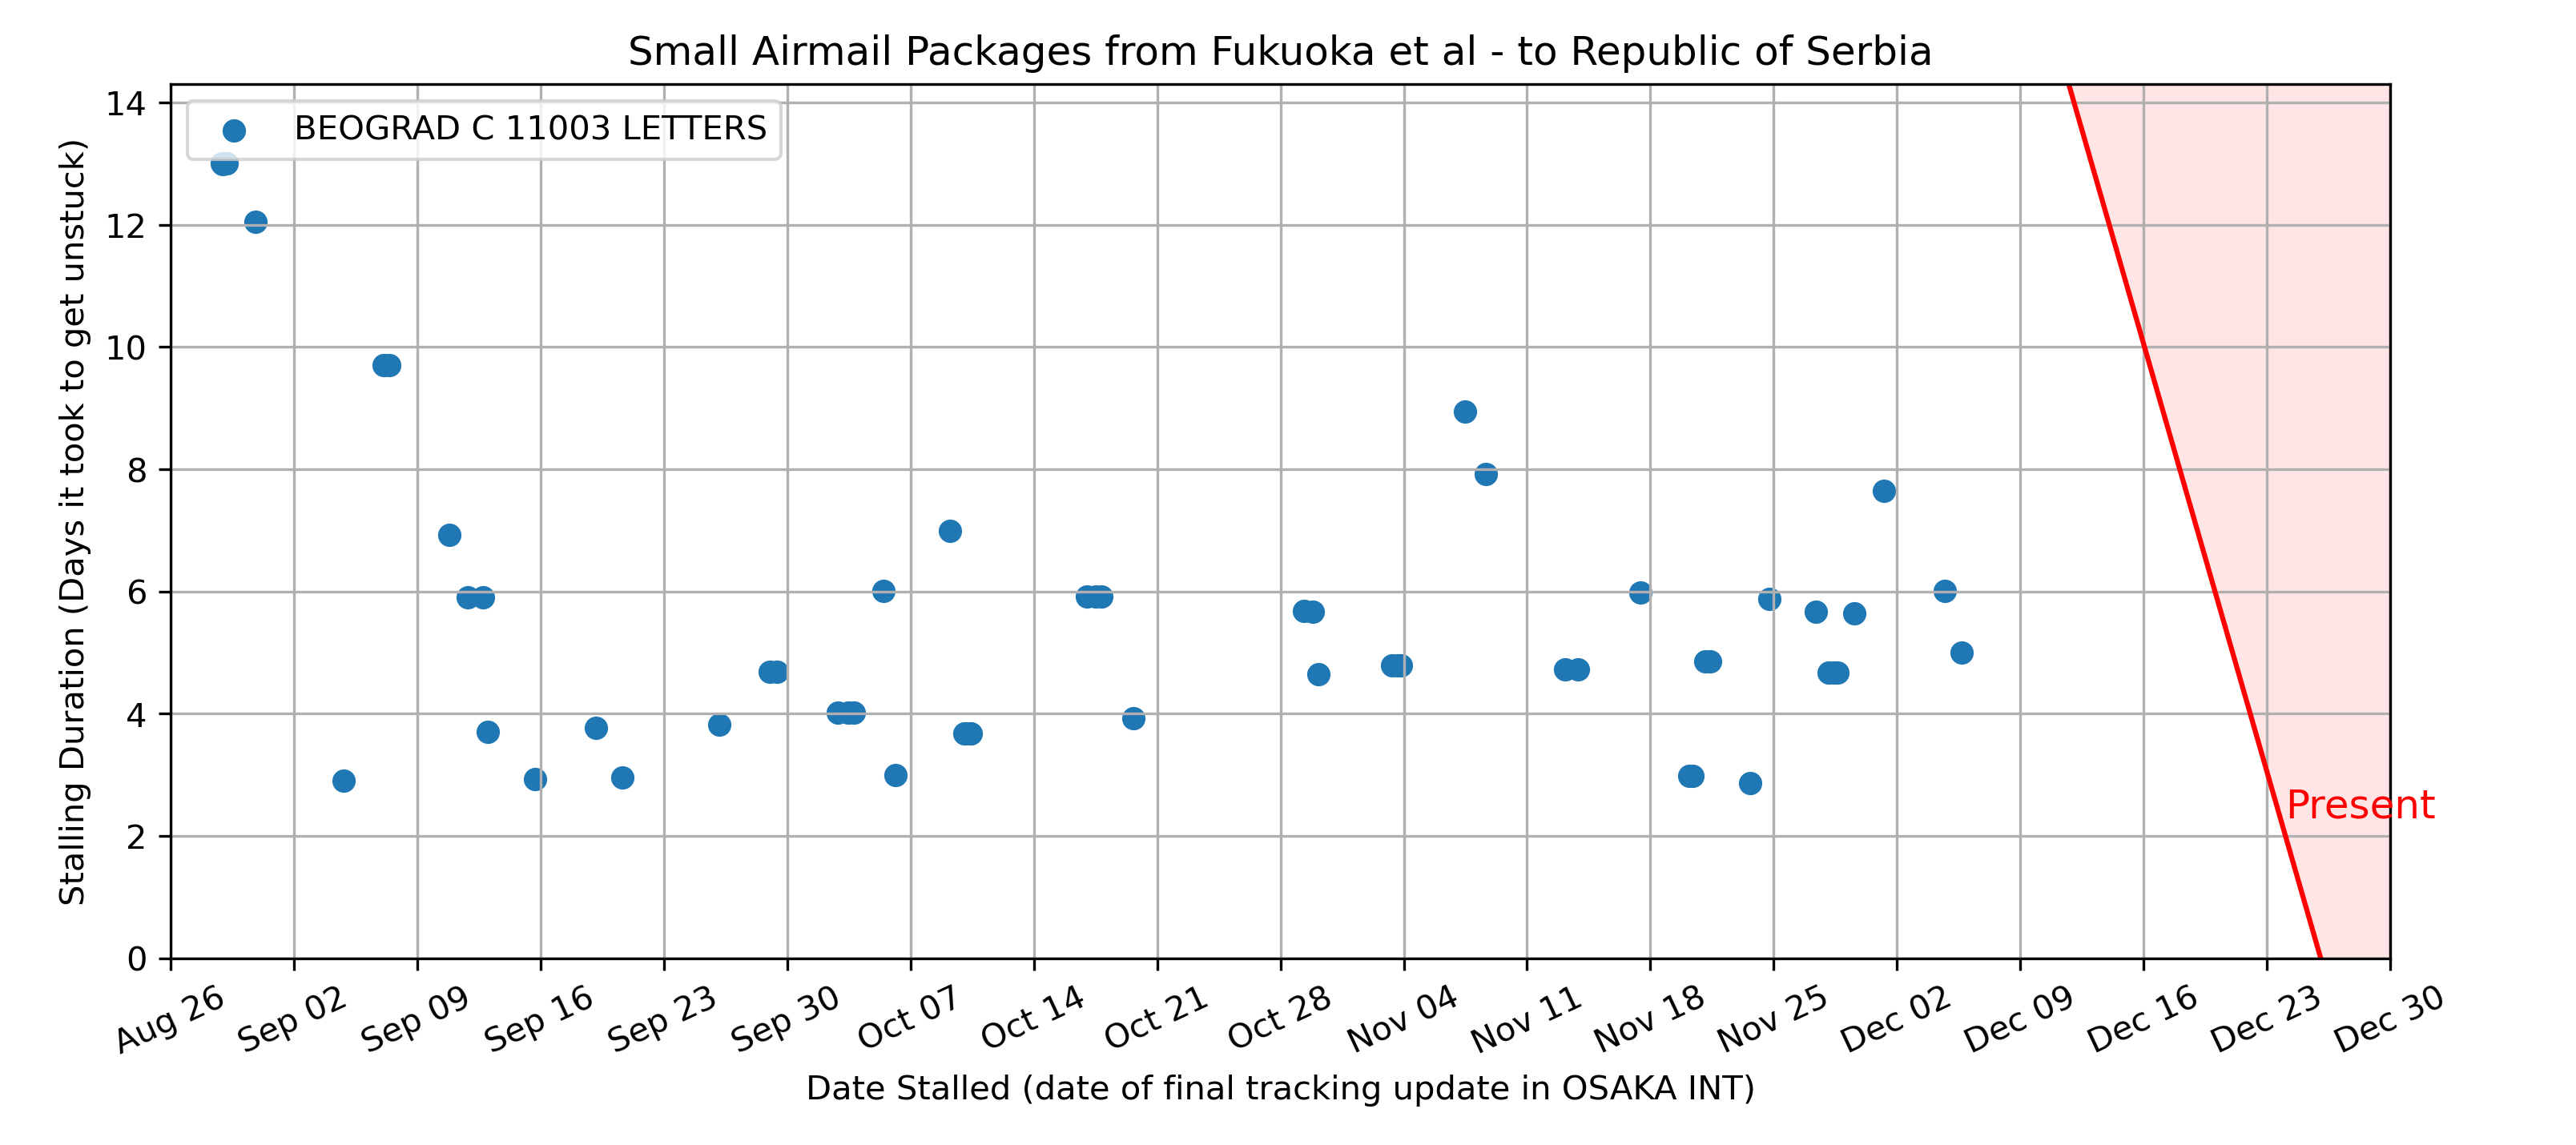 Small Airmail Packages from Fukuoka et al - to Republic of Serbia
BEOGRAD C 11003 LETTERS
Stalling Duration (Days it took to get unstuck)
14
12
10
8
6
4
2
0
Present
Aug 26
Sep 02
Sep 09
Sep 16
Sep 23
Sep 30
Oct 07
Oct 14
Oct 21
Oct 28
Nov 04
Nov 11
Nov 18
Nov 25
Dec 02
Dec 09
Dec 16
Dec 23
Dec 30
Date Stalled (date of final tracking update in OSAKA INT)